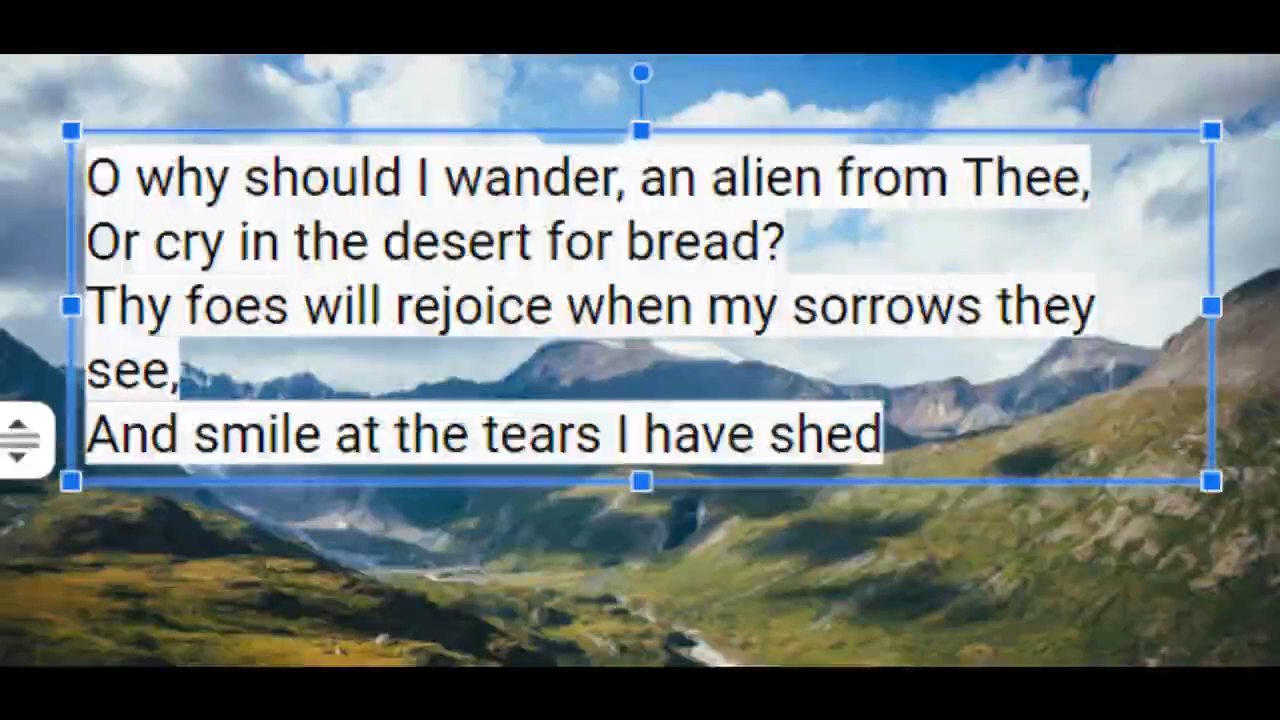 O why should I wander, an alien from Thee,
Or cry in the desert for bread?
Thy foes will rejoice when my sorrows they
see,
And smile at the tears I have shed